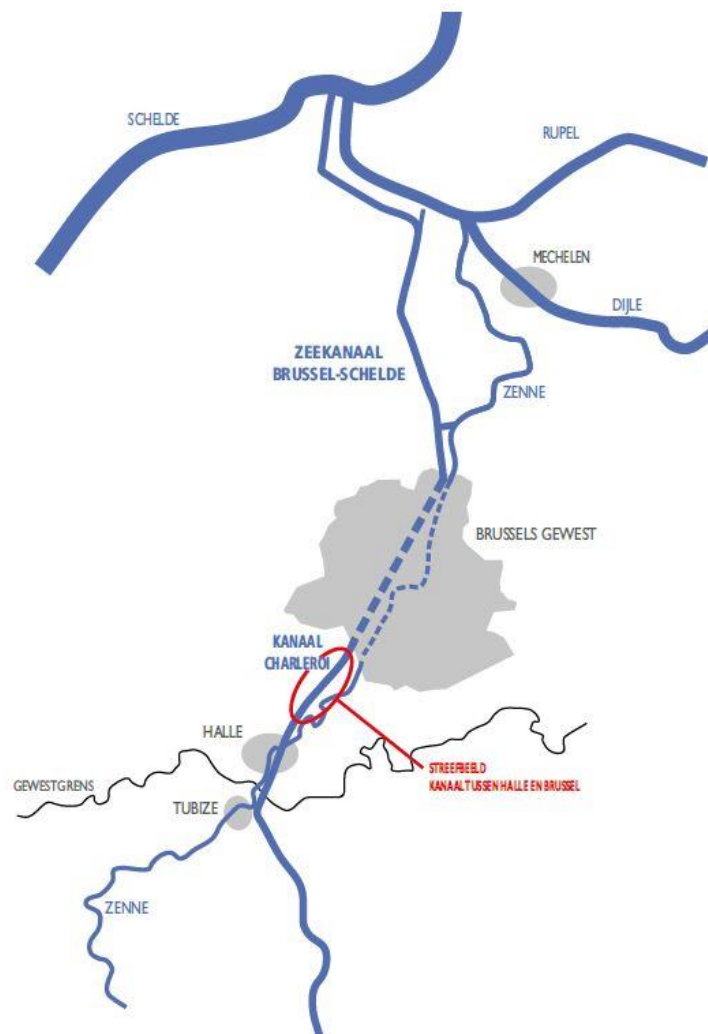 SCHELDE
RUPEL
MECHELEN
DIJLE
ZEEKANAAL
BRUSSEL-SCHELDE
ZENNE
BRUSSELS GEWEST
KANAAL
CHARLEROI
HALLE
STREEFBEELD
KANAAL TUSSEN HALLE EN BRUSSEL
GEWESTGRENS
TUBIZE
ZENNE